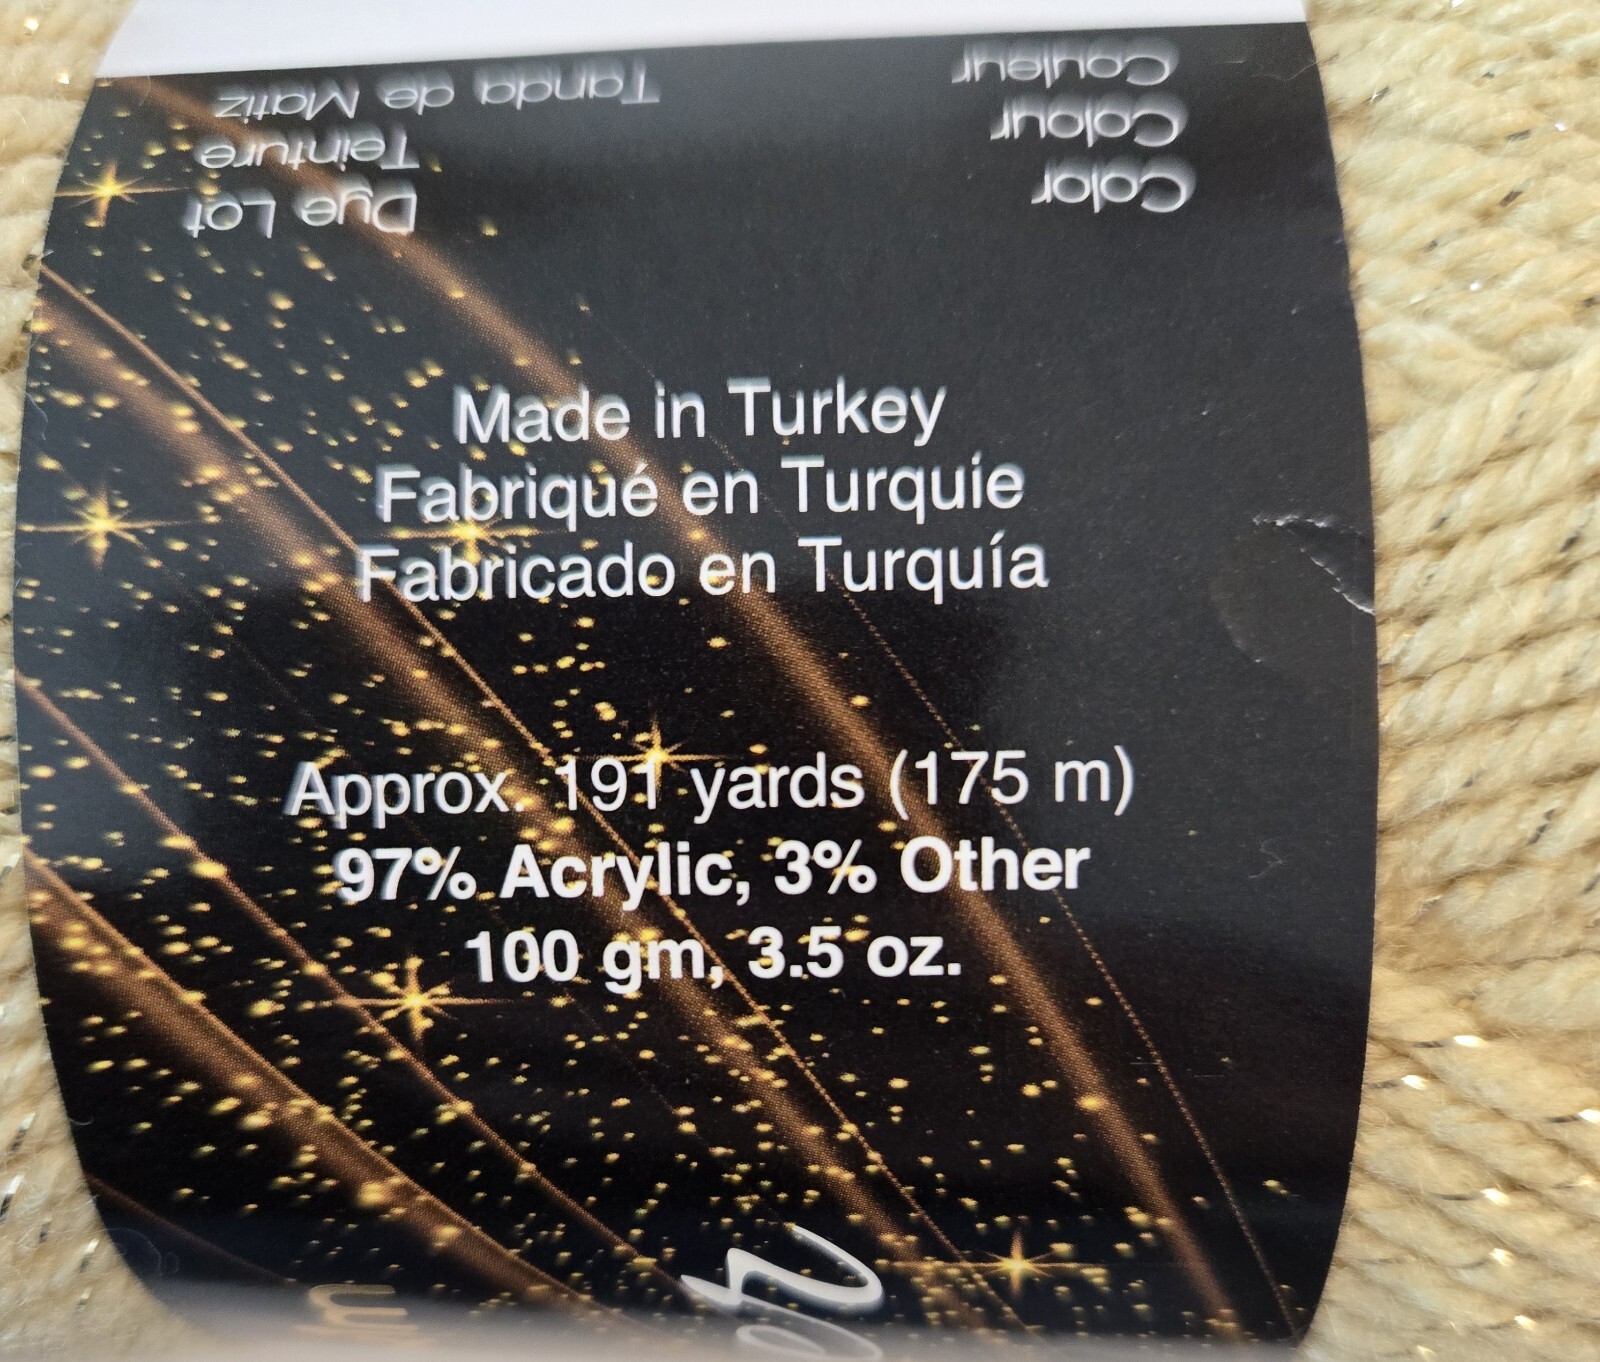 Couleur Tanda de Matiz
Colour Teinture
Color Dye Lot
Made in Turkey
Fabriqué en Turquie
Fabricado en Turquía
Approx. 191 yards (175 m)
97% Acrylic, 3% Other
100 gm, 3.5 oz.